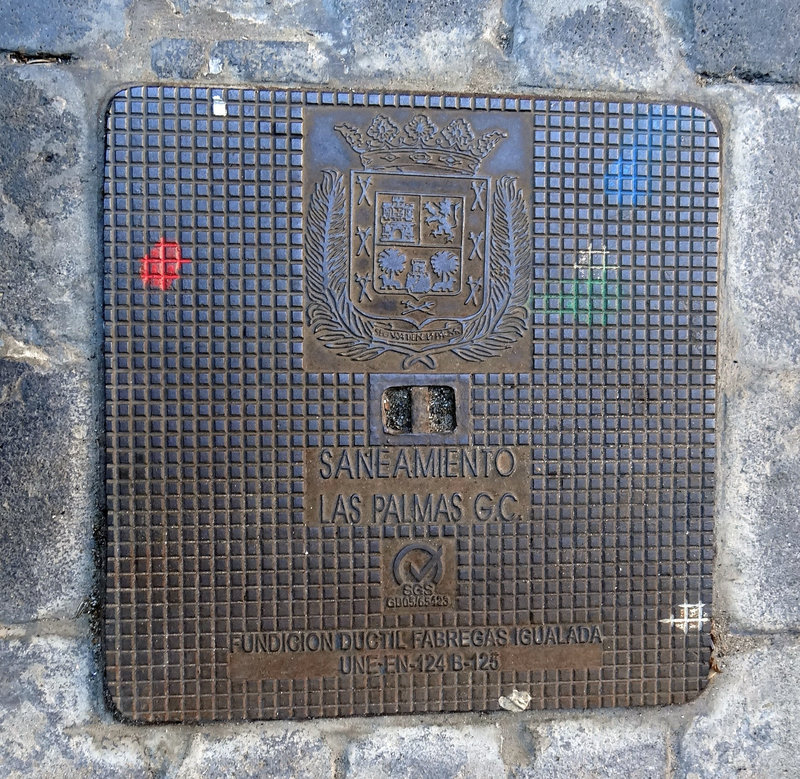 SANEAMIENTO
LAS PALMAS G.C.
SGS
FUNDICION DUCTIL FABREGAS IGUALADA
UNE-EN-124 B-125